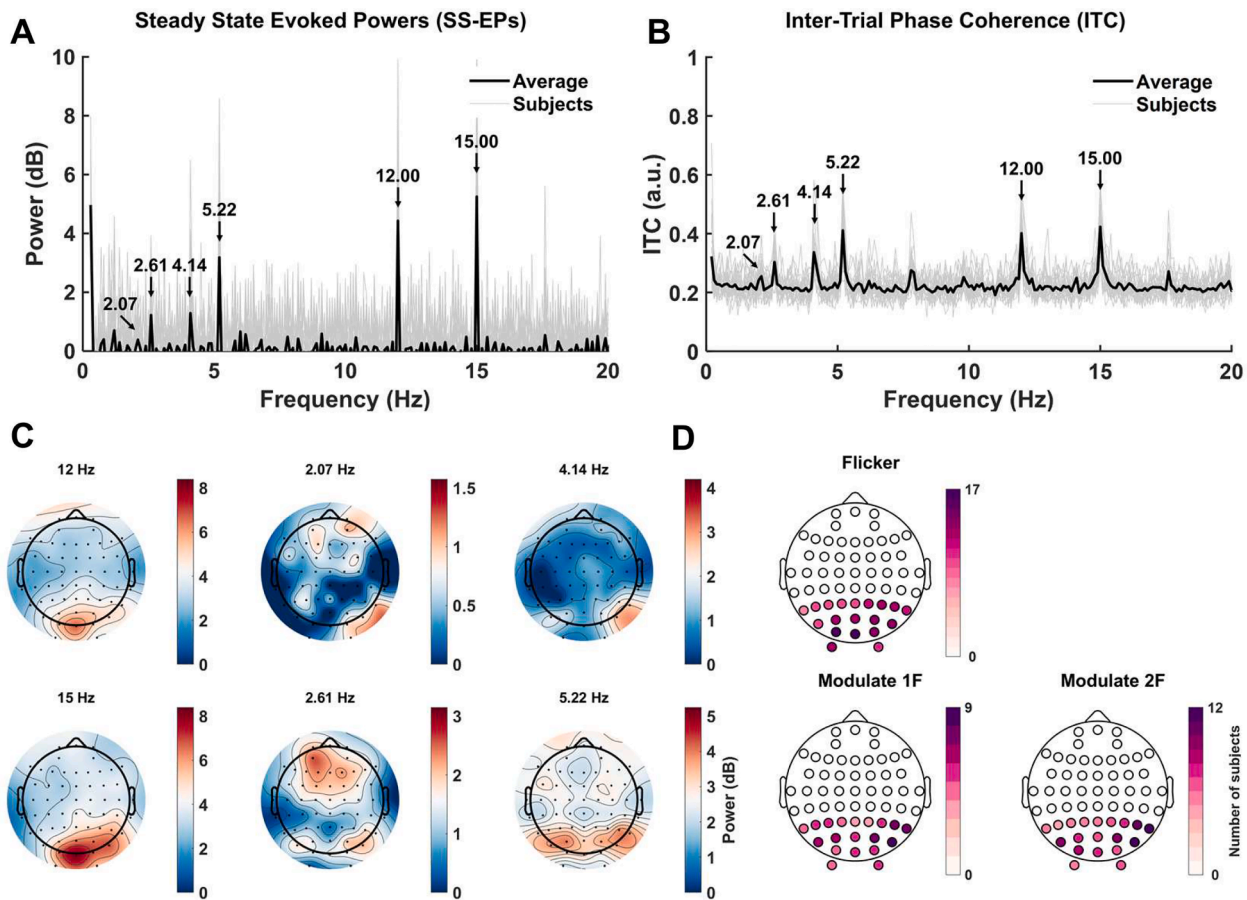 A
Steady State Evoked Powers (SS-EPs)
10
8
6
4
2
0
Power (dB)
Average
Subjects
2.07
2.61
4.14
5.22
12.00
15.00
0
5
10
15
20
Frequency (Hz)
B
Inter-Trial Phase Coherence (ITC)
1
0.8
0.6
0.4
0.2
0
ITC (a.u.)
Average
Subjects
2.07
2.61
4.14
5.22
12.00
15.00
0
5
10
15
20
Frequency (Hz)
C
12 Hz
8
6
4
2
0
2.07 Hz
1.5
1
0.5
0
4.14 Hz
4
3
2
1
0
15 Hz
8
6
4
2
0
2.61 Hz
3
2
1
0
5.22 Hz
5
4
3
2
1
0
Power (dB)
D
Flicker
17
0
Modulate 1F
9
0
Modulate 2F
12
0
Number of subjects